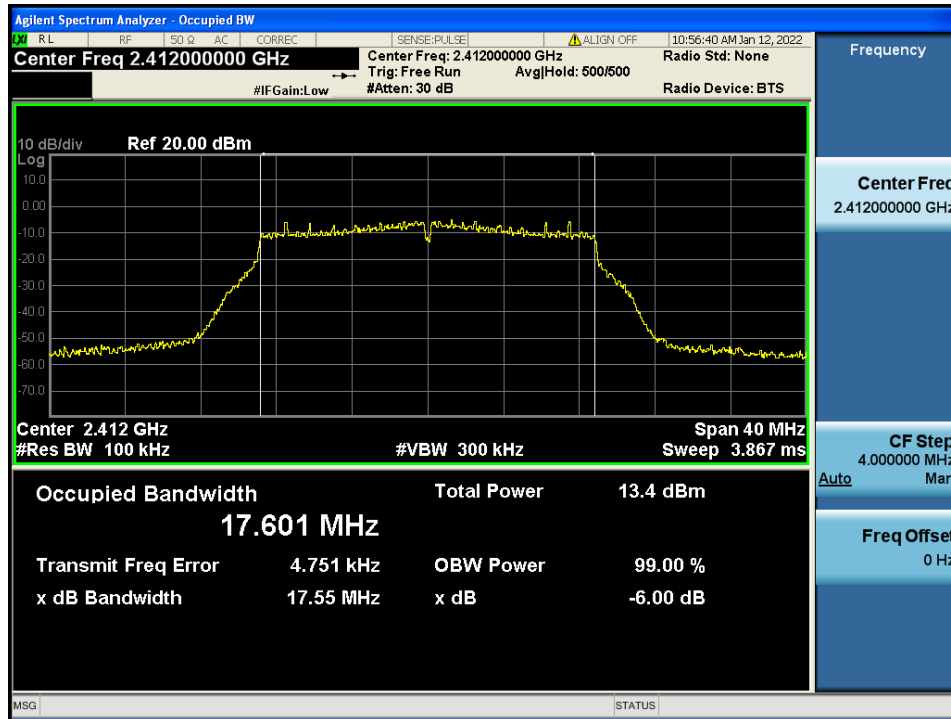 Agilent Spectrum Analyzer - Occupied BW
LXI RL RF 50 Ω AC CORREC SENSE:PULSE ALIGN OFF 10:56:40 AM Jan 12, 2022
Center Freq 2.412000000 GHz
Center Freq: 2.412000000 GHz
Radio Std: None
Trig: Free Run Avg|Hold: 500/500
#IFGain:Low
#Atten: 30 dB
Radio Device: BTS
10 dB/div Ref 20.00 dBm
Log
10.0
0.00
-10.0
-20.0
-30.0
-40.0
-50.0
-60.0
-70.0
Center 2.412 GHz Span 40 MHz
#Res BW 100 kHz #VBW 300 kHz Sweep 3.867 ms
Occupied Bandwidth Total Power 13.4 dBm
17.601 MHz
Transmit Freq Error 4.751 kHz OBW Power 99.00 %
x dB Bandwidth 17.55 MHz x dB -6.00 dB
Frequency
Center Freq
2.412000000 GHz
CF Step
4.000000 MHz
Auto Man
Freq Offset
0 Hz
MSG STATUS